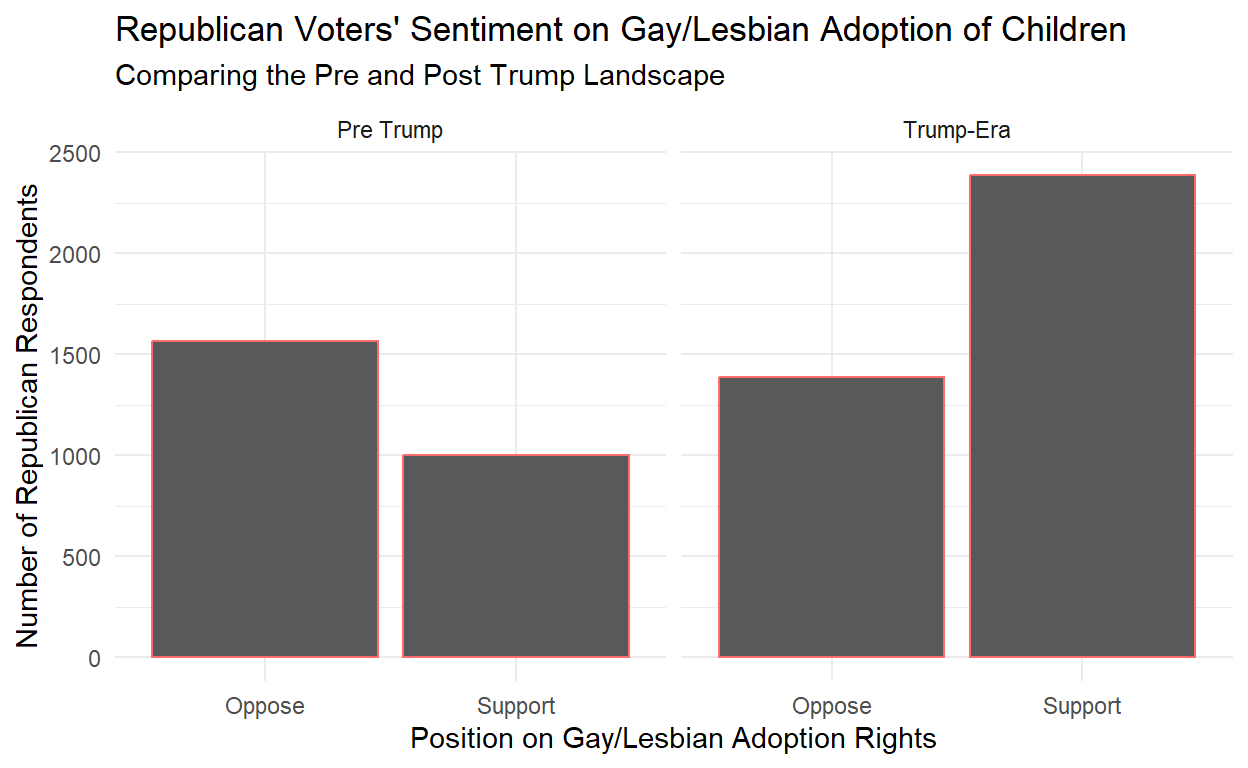 Republican Voters' Sentiment on Gay/Lesbian Adoption of Children
Comparing the Pre and Post Trump Landscape
Pre Trump
Trump-Era
Number of Republican Respondents
2500
2000
1500
1000
500
0
Oppose
Support
Oppose
Support
Position on Gay/Lesbian Adoption Rights